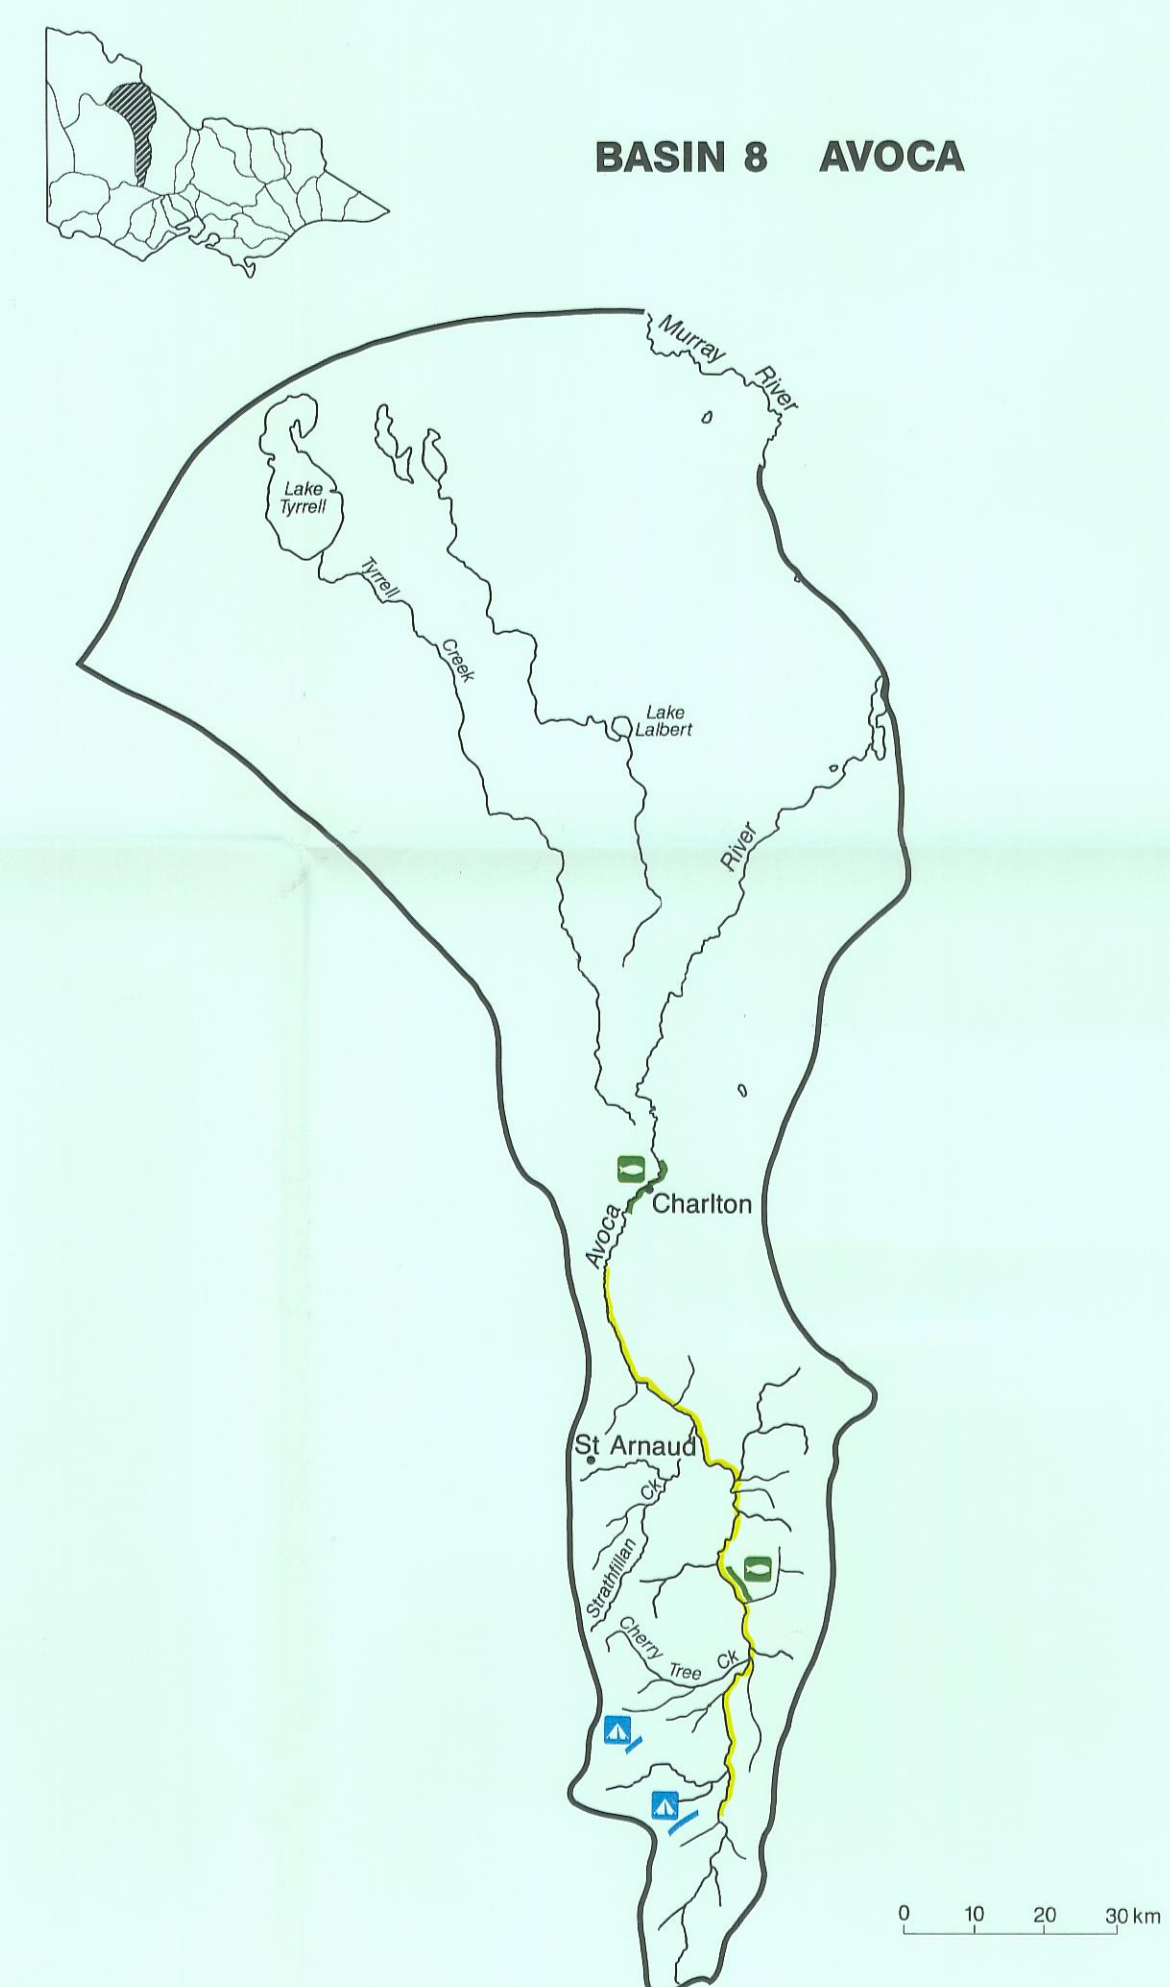 BASIN 8 AVOCA
Murray River
Lake
Tyrrell
Tyrrell Creek
Lake
Lalbert
River
Charlton
Avoca
St Arnaud
Strathfillan Ck
Cherry Tree Ck
0 10 20 30 km